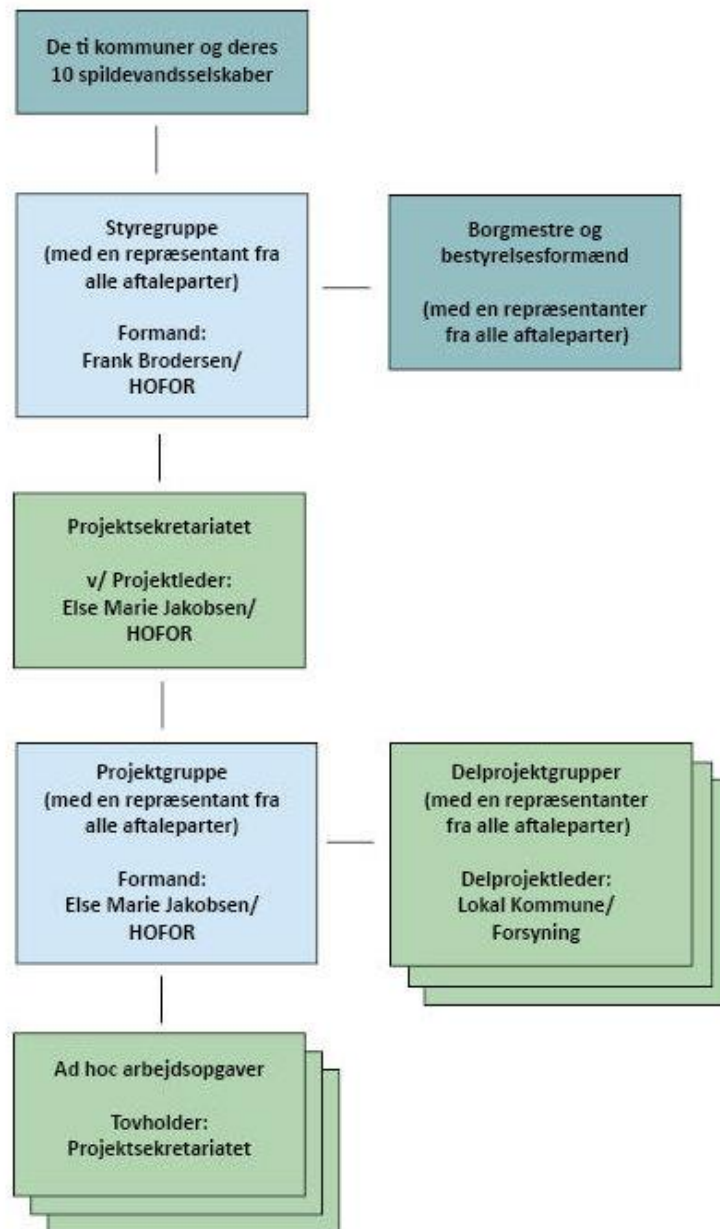 De ti kommuner og deres
10 spildevandsselskaber
Styregruppe
(med en repræsentant fra
alle aftaleparter)
Formand:
Frank Brodersen/
HOFOR
Borgmestre og
bestyrelsesformænd
(med en repræsentanter
fra alle aftaleparter)
Projektsekretariatet
v/ Projektleder:
Else Marie Jakobsen/
HOFOR
Projektgruppe
(med en repræsentant fra
alle aftaleparter)
Formand:
Else Marie Jakobsen/
HOFOR
Delprojektgrupper
(med en repræsentanter
fra alle aftaleparter)
Delprojektleder:
Lokal Kommune/
Forsyning
Ad hoc arbejdsopgaver
Tovholder:
Projektsekretariatet